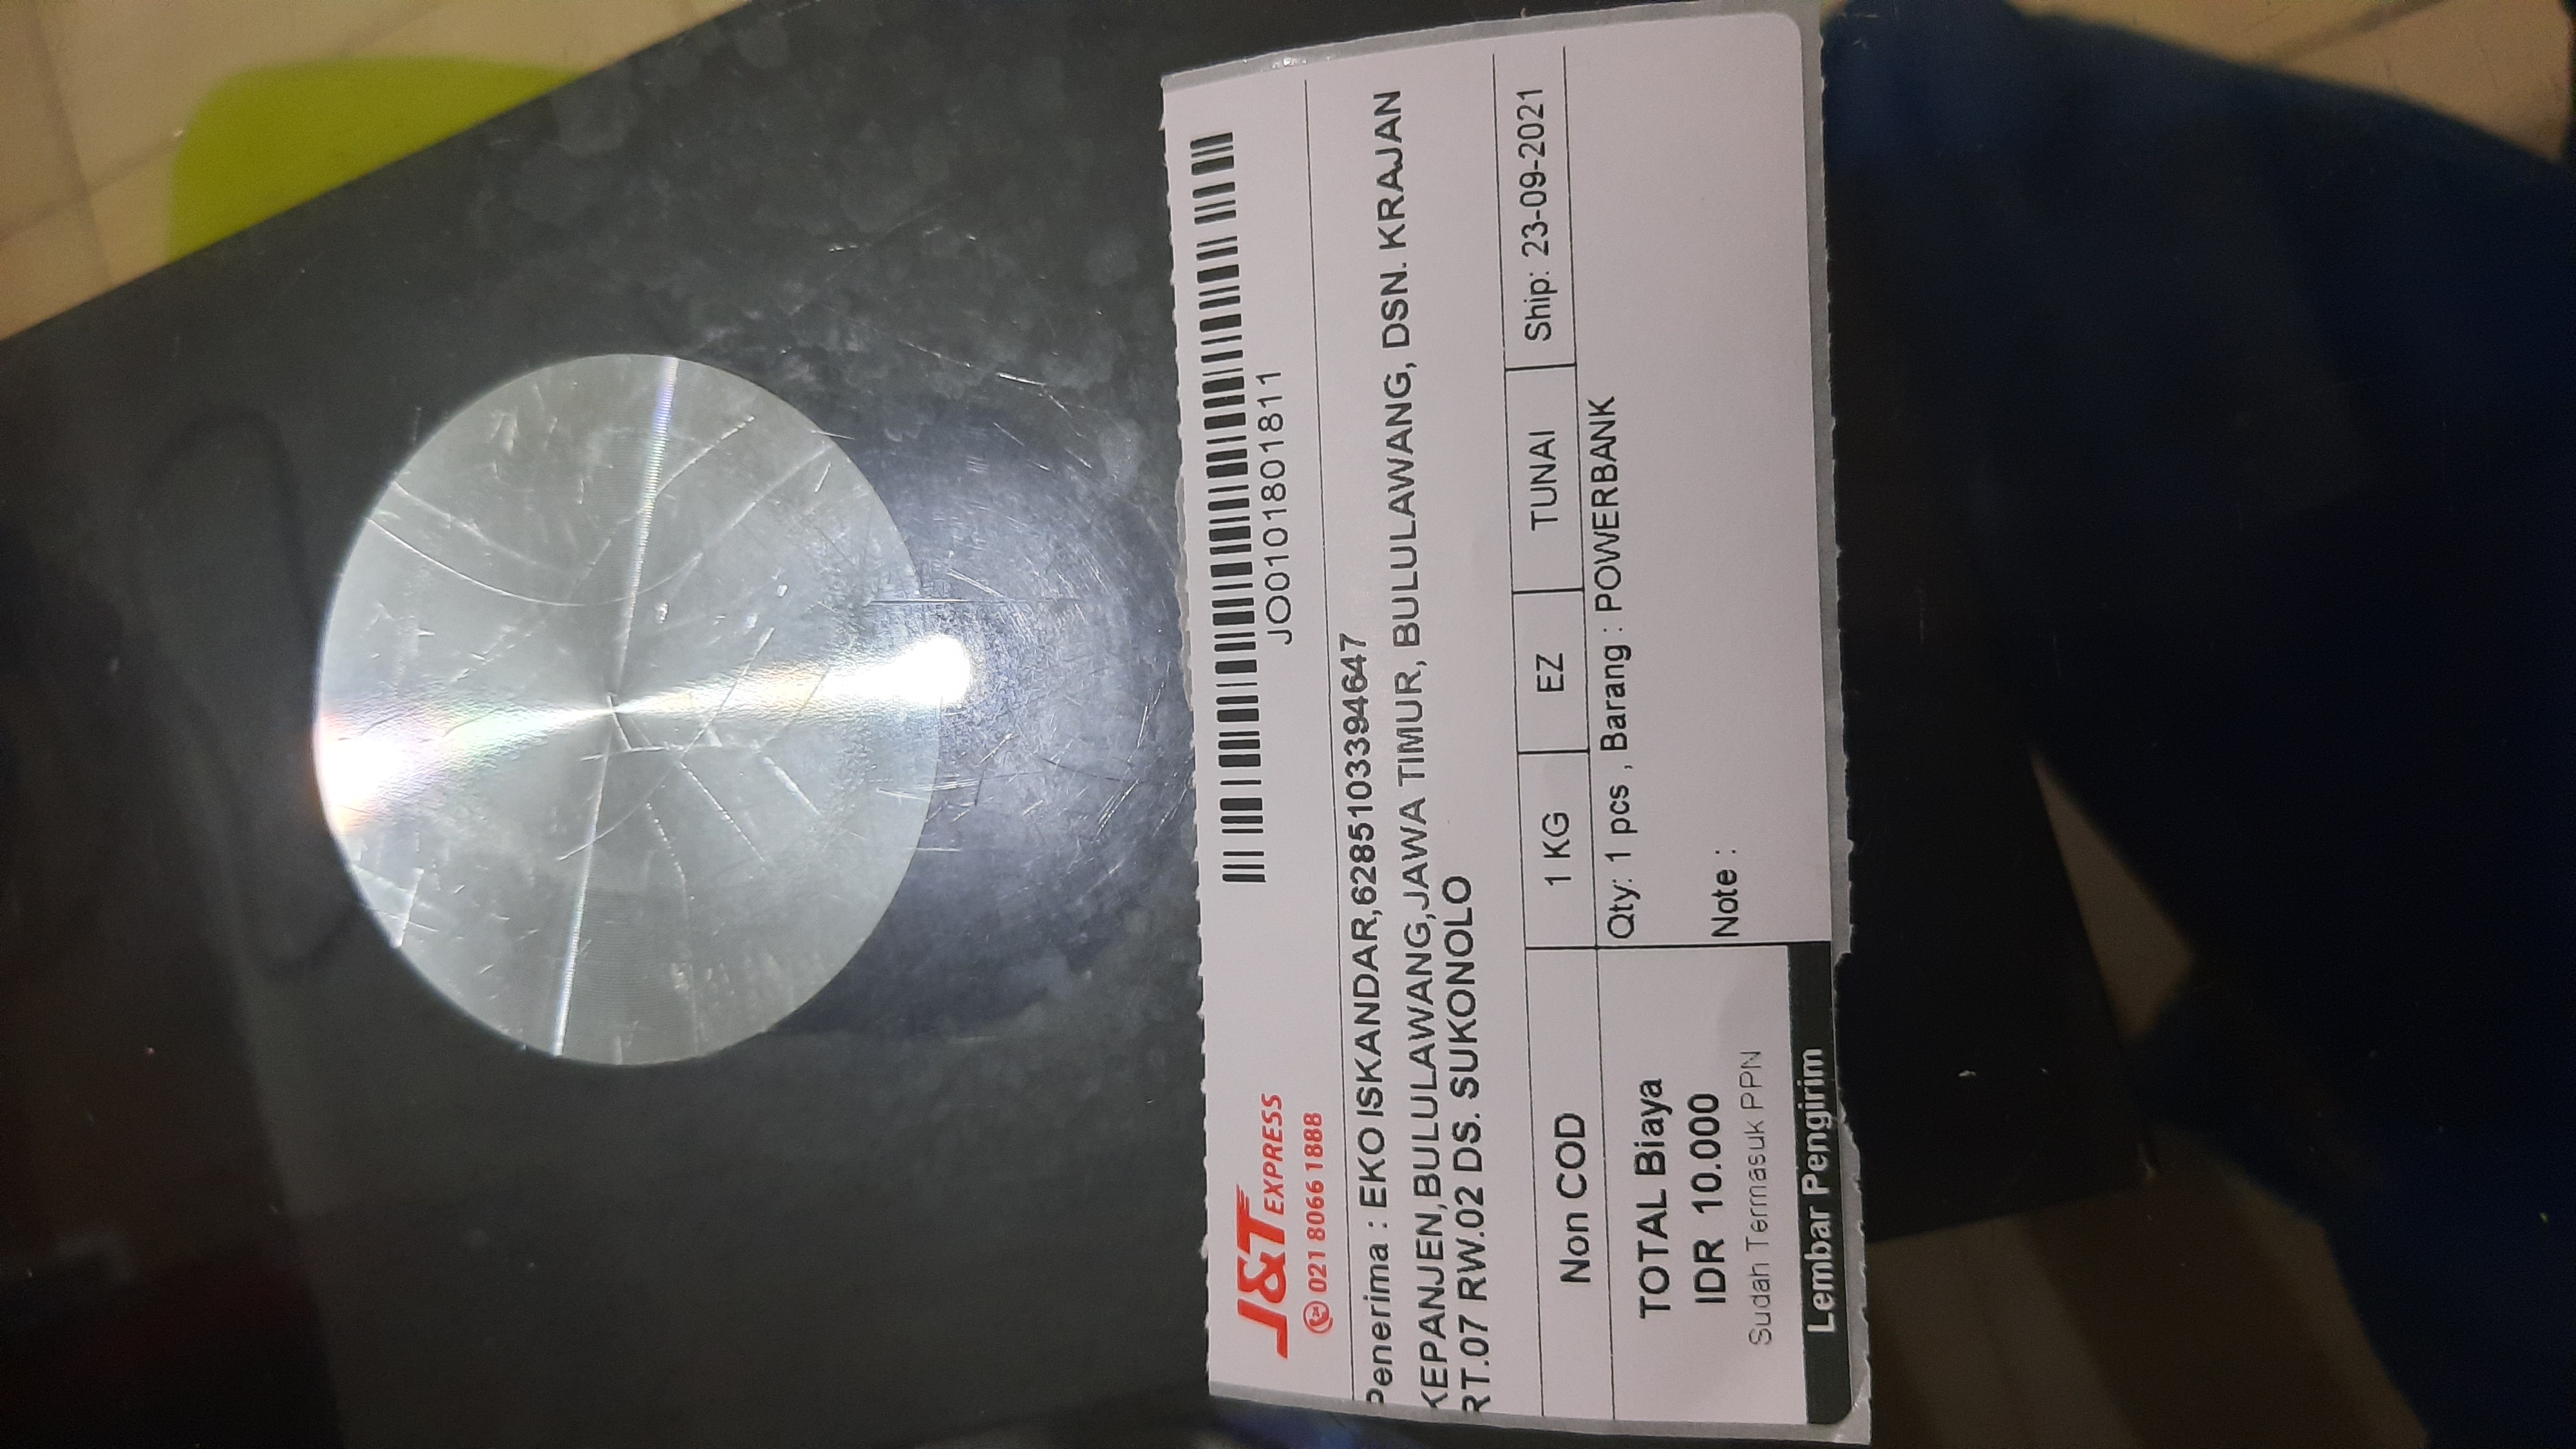 J&T EXPRESS
021 8066 1888
JO0101801811
Penerima : EKO ISKANDAR,6285103394647
KEPANJEN,BULULAWANG,JAWA TIMUR, BULULAWANG, DSN. KRAJAN
RT.07 RW.02 DS. SUKONOLO
Non COD
1 KG
EZ
TUNAI
Ship: 23-09-2021
TOTAL Biaya
IDR 10.000
Sudah Termasuk PPN
Lembar Pengirim
Qty: 1 pcs , Barang : POWERBANK
Note :